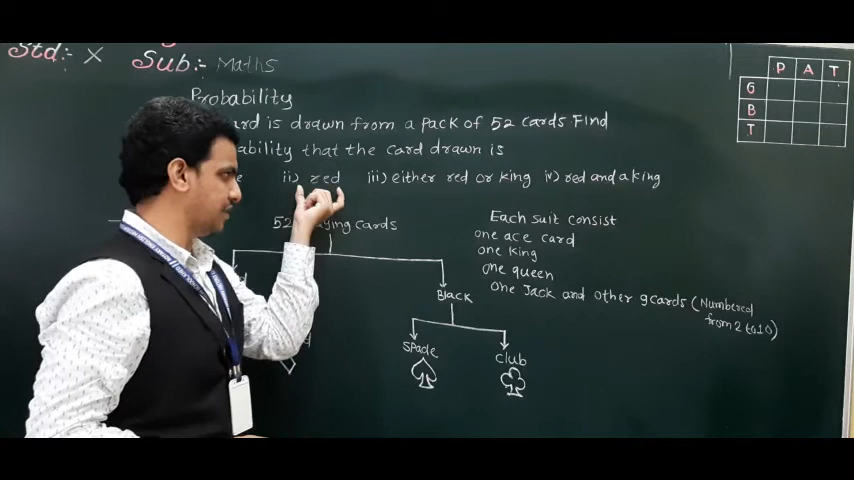 Std:- X
Sub:- Maths
P A T
G
B
T
Probability
ard is drawn from a pack of 52 cards. Find
ability that the card drawn is
e ii) red iii) either red or king iv) red and a king
52 ying cards
Black
Spade
Club
Each suit consist
one ace card
one king
one queen
one Jack and other 9 cards (Numbered
from 2 to 10)